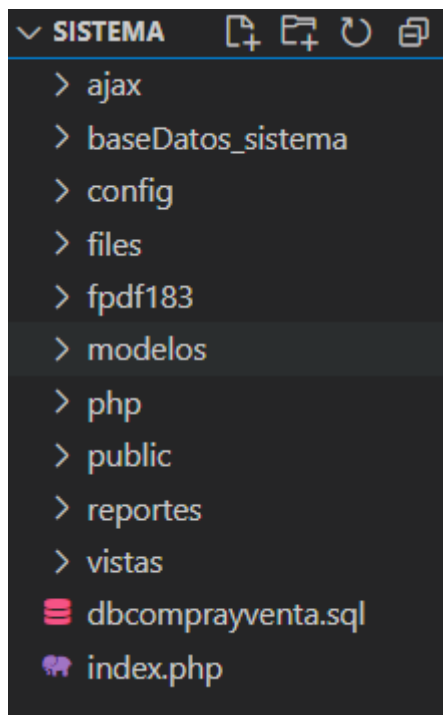 SISTEMA
ajax
baseDatos_sistema
config
files
fpdf183
modelos
php
public
reportes
vistas
dbcomprayventa.sql
index.php